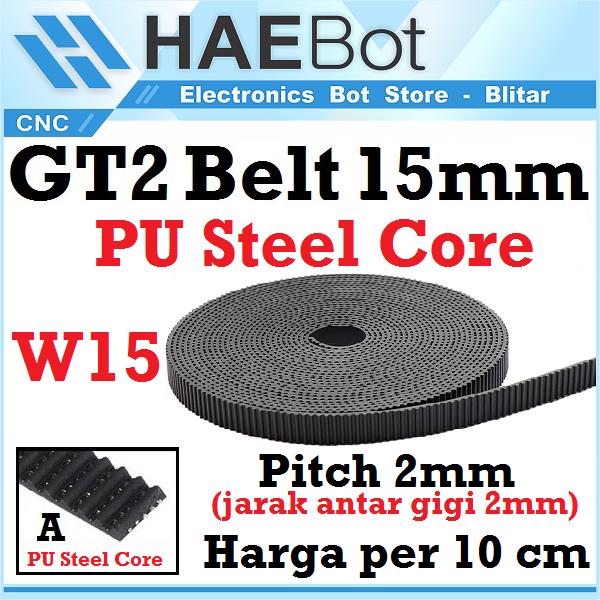 HAEBot
Electronics Bot Store - Blitar
CNC
GT2 Belt 15mm
PU Steel Core
W15
Pitch 2mm
(jarak antar gigi 2mm)
A
PU Steel Core
Harga per 10 cm